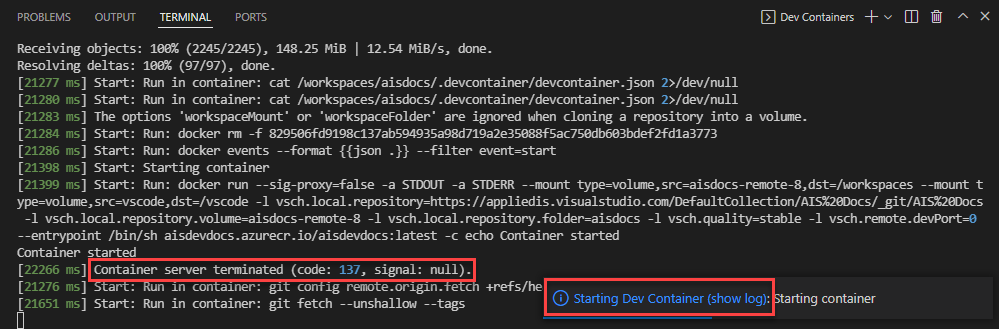 PROBLEMS OUTPUT TERMINAL PORTS Dev Containers
Receiving objects: 100% (2245/2245), 148.25 MiB | 12.54 MiB/s, done.
Resolving deltas: 100% (97/97), done.
[21277 ms] Start: Run in container: cat /workspaces/aisdocs/.devcontainer/devcontainer.json 2>/dev/null
[21280 ms] Start: Run in container: cat /workspaces/aisdocs/.devcontainer/devcontainer.json 2>/dev/null
[21283 ms] The options 'workspaceMount' or 'workspaceFolder' are ignored when cloning a repository into a volume.
[21284 ms] Start: Run: docker rm -f 829506fd9198c137ab594935a98d719a2e35088f5ac750db603bdef2fd1a3773
[21286 ms] Start: Run: docker events --format {{json .}} --filter event=start
[21398 ms] Start: Starting container
[21399 ms] Start: Run: docker run --sig-proxy=false -a STDOUT -a STDERR --mount type=volume,src=aisdocs-remote-8,dst=/workspaces --mount t
ype=volume,src=vscode,dst=/vscode -l vsch.local.repository=https://appliedis.visualstudio.com/DefaultCollection/AIS%20Docs/_git/AIS%20Docs
-l vsch.local.repository.volume=aisdocs-remote-8 -l vsch.local.repository.folder=aisdocs -l vsch.quality=stable -l vsch.remote.devPort=0
--entrypoint /bin/sh aisdevdocs.azurecr.io/aisdocs:latest -c echo Container started
Container started
[22266 ms] Container server terminated (code: 137, signal: null).
[21276 ms] Start: Run in container: git config remote.origin.fetch +refs/he
[21651 ms] Start: Run in container: git fetch --unshallow --tags
Starting Dev Container (show log): Starting container